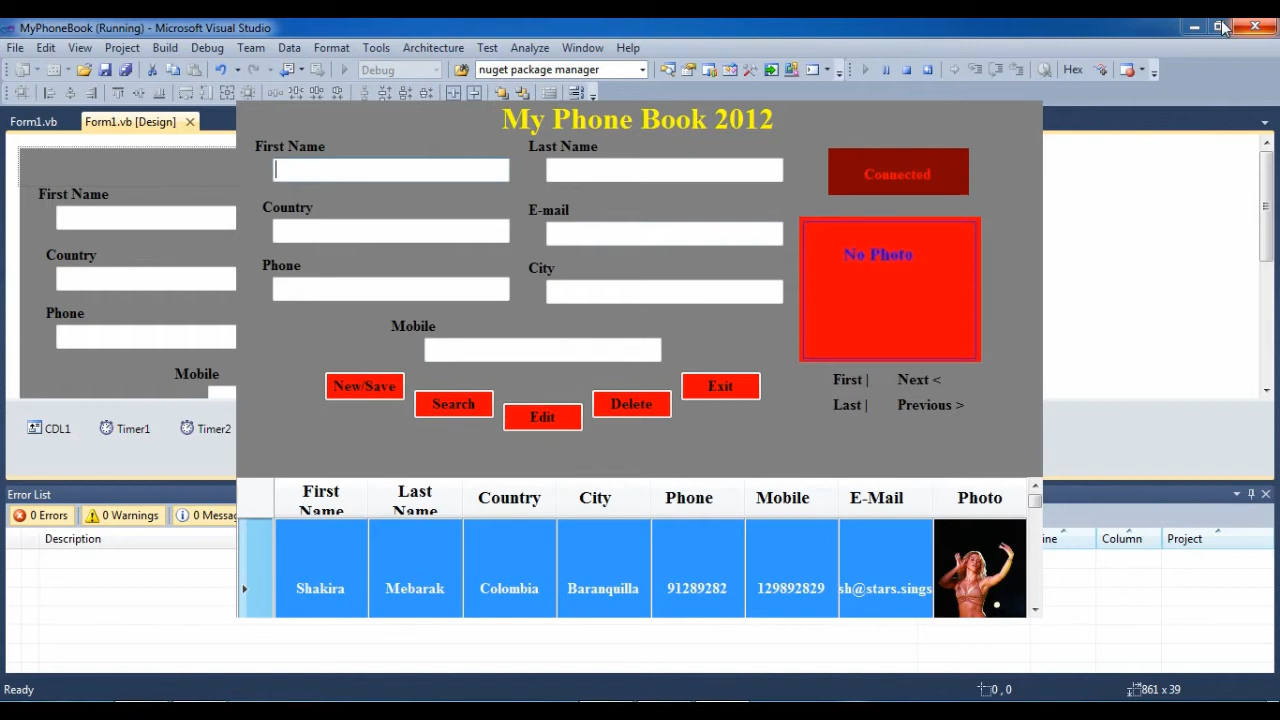 MyPhoneBook (Running) - Microsoft Visual Studio
File Edit View Project Build Debug Team Data Format Tools Architecture Test Analyze Window Help
Debug nuget package manager Hex
Form1.vb Form1.vb [Design]
My Phone Book 2012
First Name Last Name
Connected
First Name
Country E-mail
Country
No Photo
Phone City
Phone
Mobile
Mobile
First | Next <
New/Save Search Edit Delete Exit
Last | Previous >
CDL1 Timer1 Timer2
Error List
0 Errors 0 Warnings 0 Messag
Description
First Name Last Name Country City Phone Mobile E-Mail Photo
ine Column Project
Shakira Mebarak Colombia Baranquilla 91289282 129892829 sh@stars.sings
Ready 0 , 0 861 x 39